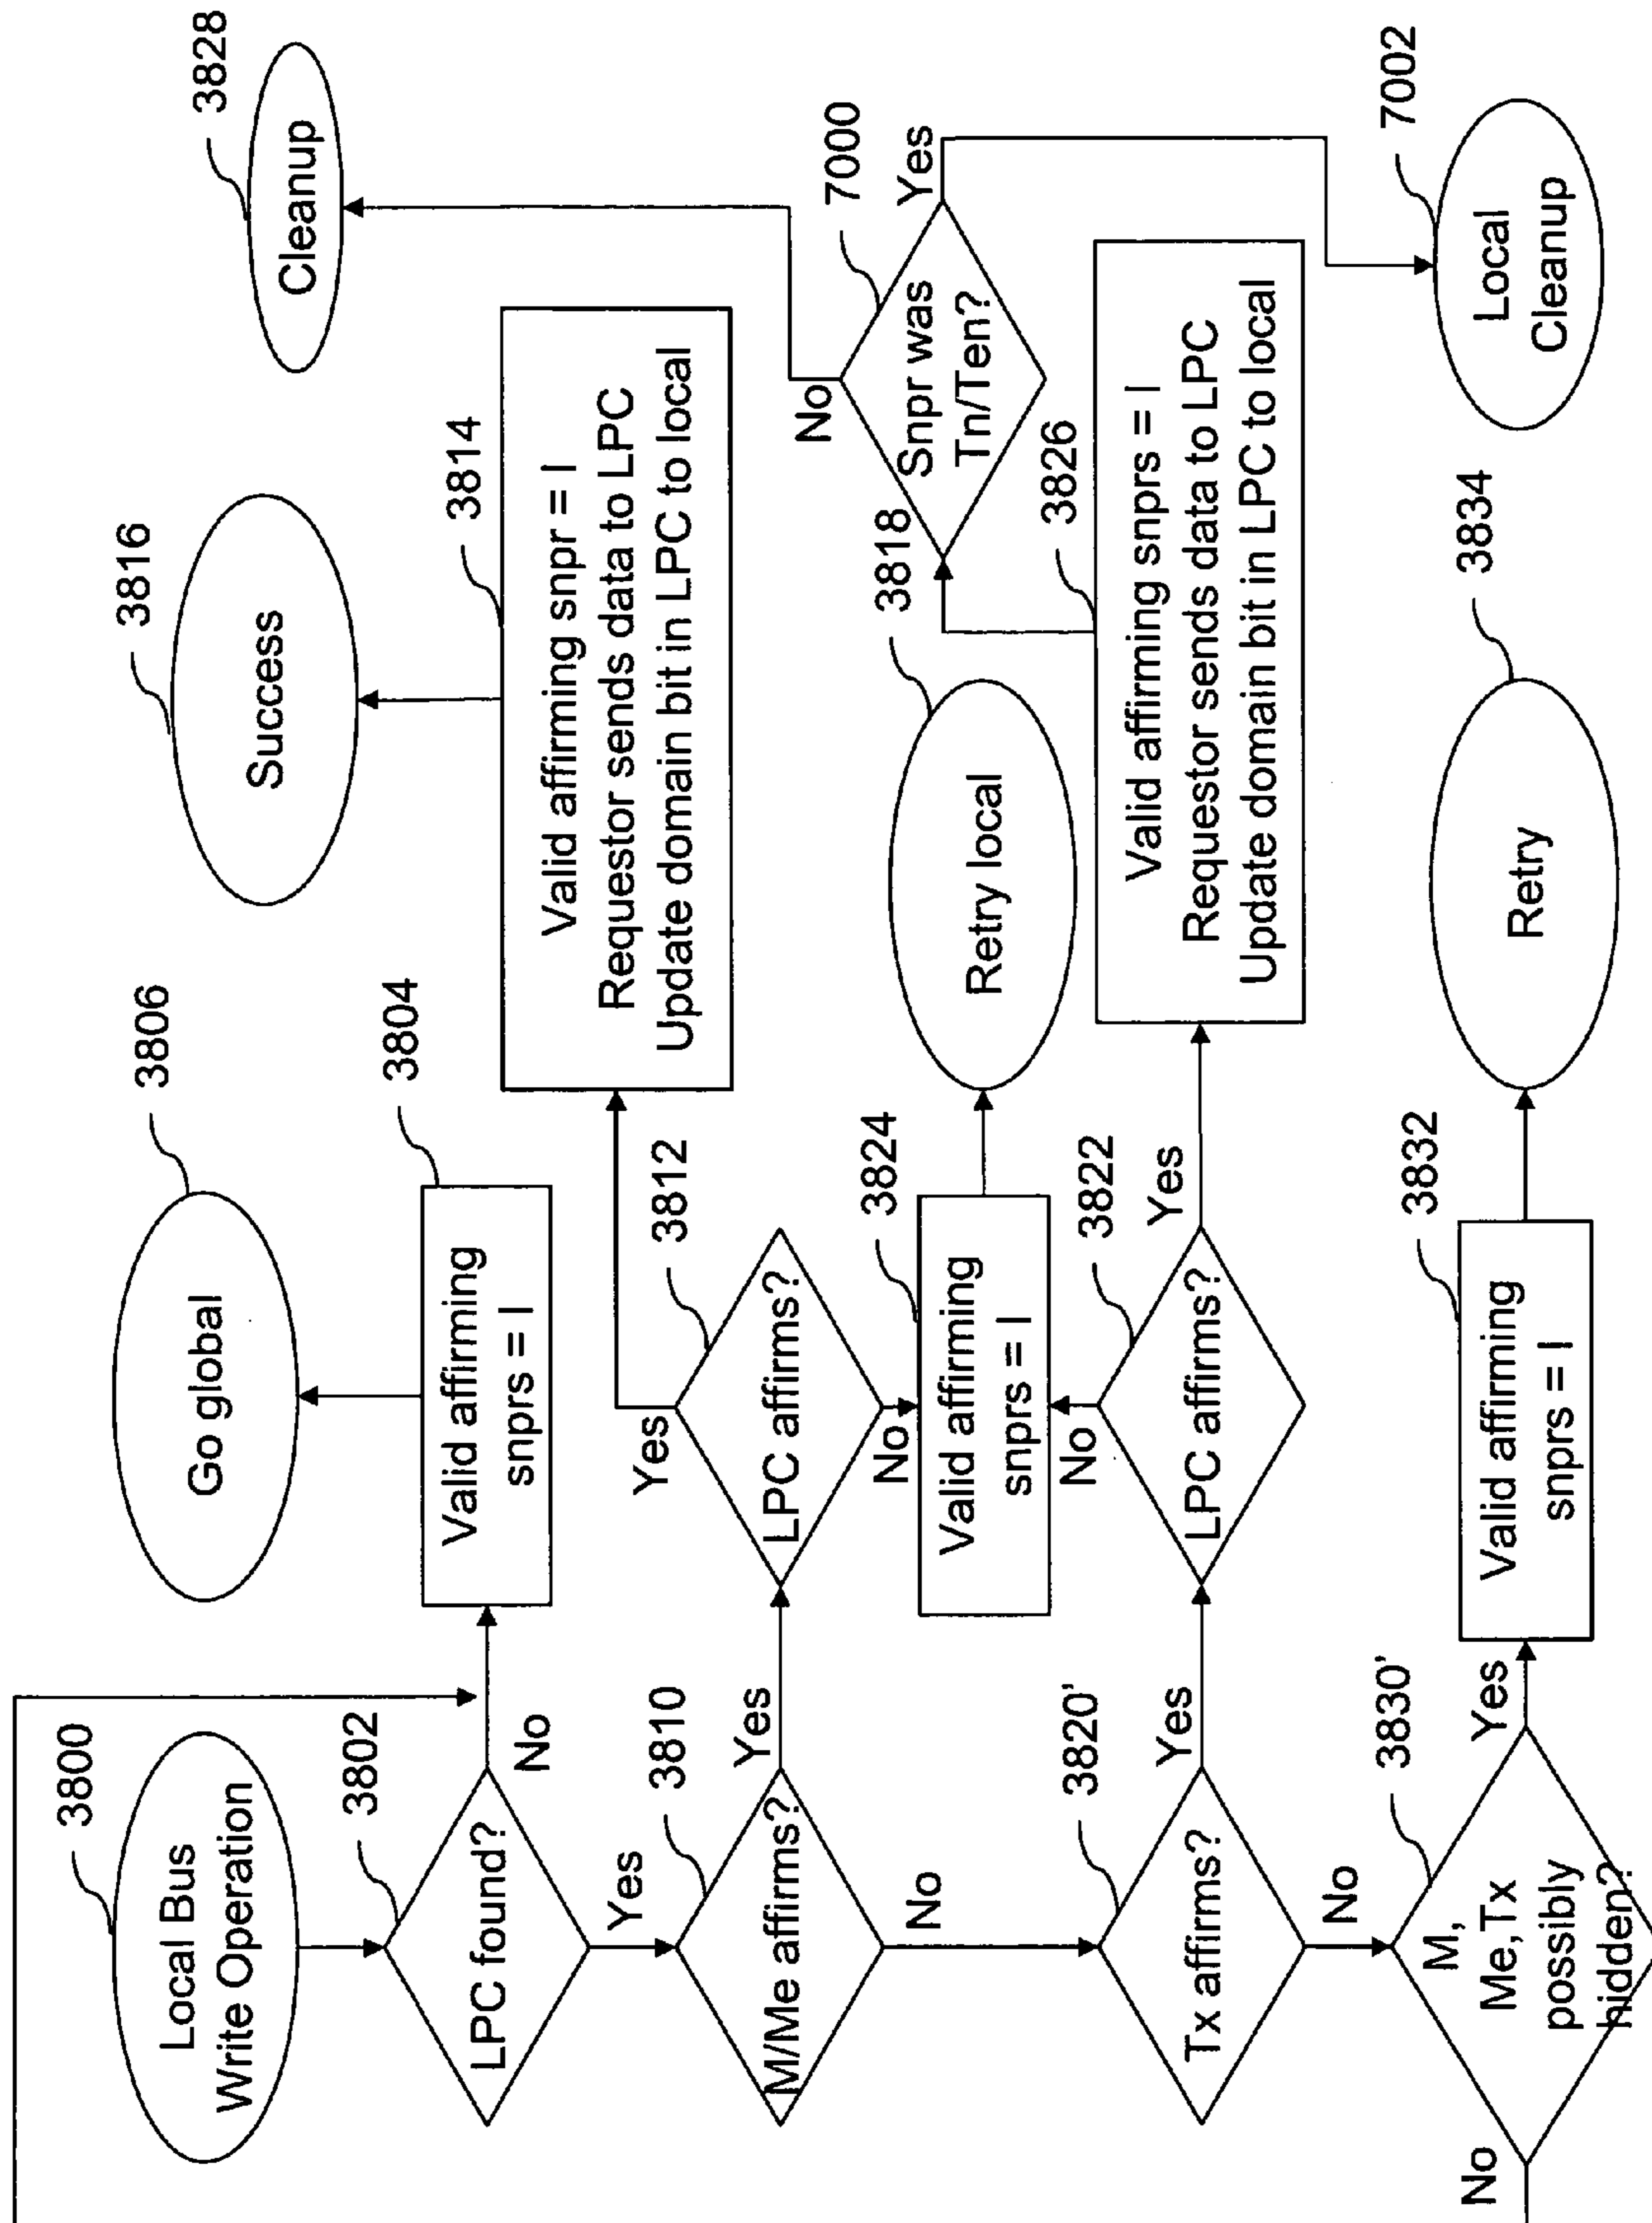 3800
Local Bus
Write Operation
3802
LPC found?
No
Yes
3804
Valid affirming
snprs = I
3806
Go global
3810
M/Me affirms?
Yes
No
3812
LPC affirms?
Yes
No
3814
Valid affirming snpr = I
Requestor sends data to LPC
Update domain bit in LPC to local
3816
Success
3824
Valid affirming
snprs = I
3818
Retry local
3820'
Tx affirms?
Yes
No
3822
LPC affirms?
No
Yes
3826
Valid affirming snprs = I
Requestor sends data to LPC
Update domain bit in LPC to local
7000
Snpr was
Tn/Ten?
No
Yes
3828
Cleanup
7002
Local
Cleanup
3830'
M,
Me,Tx
possibly
hidden?
No
Yes
3832
Valid affirming
snprs = I
3834
Retry